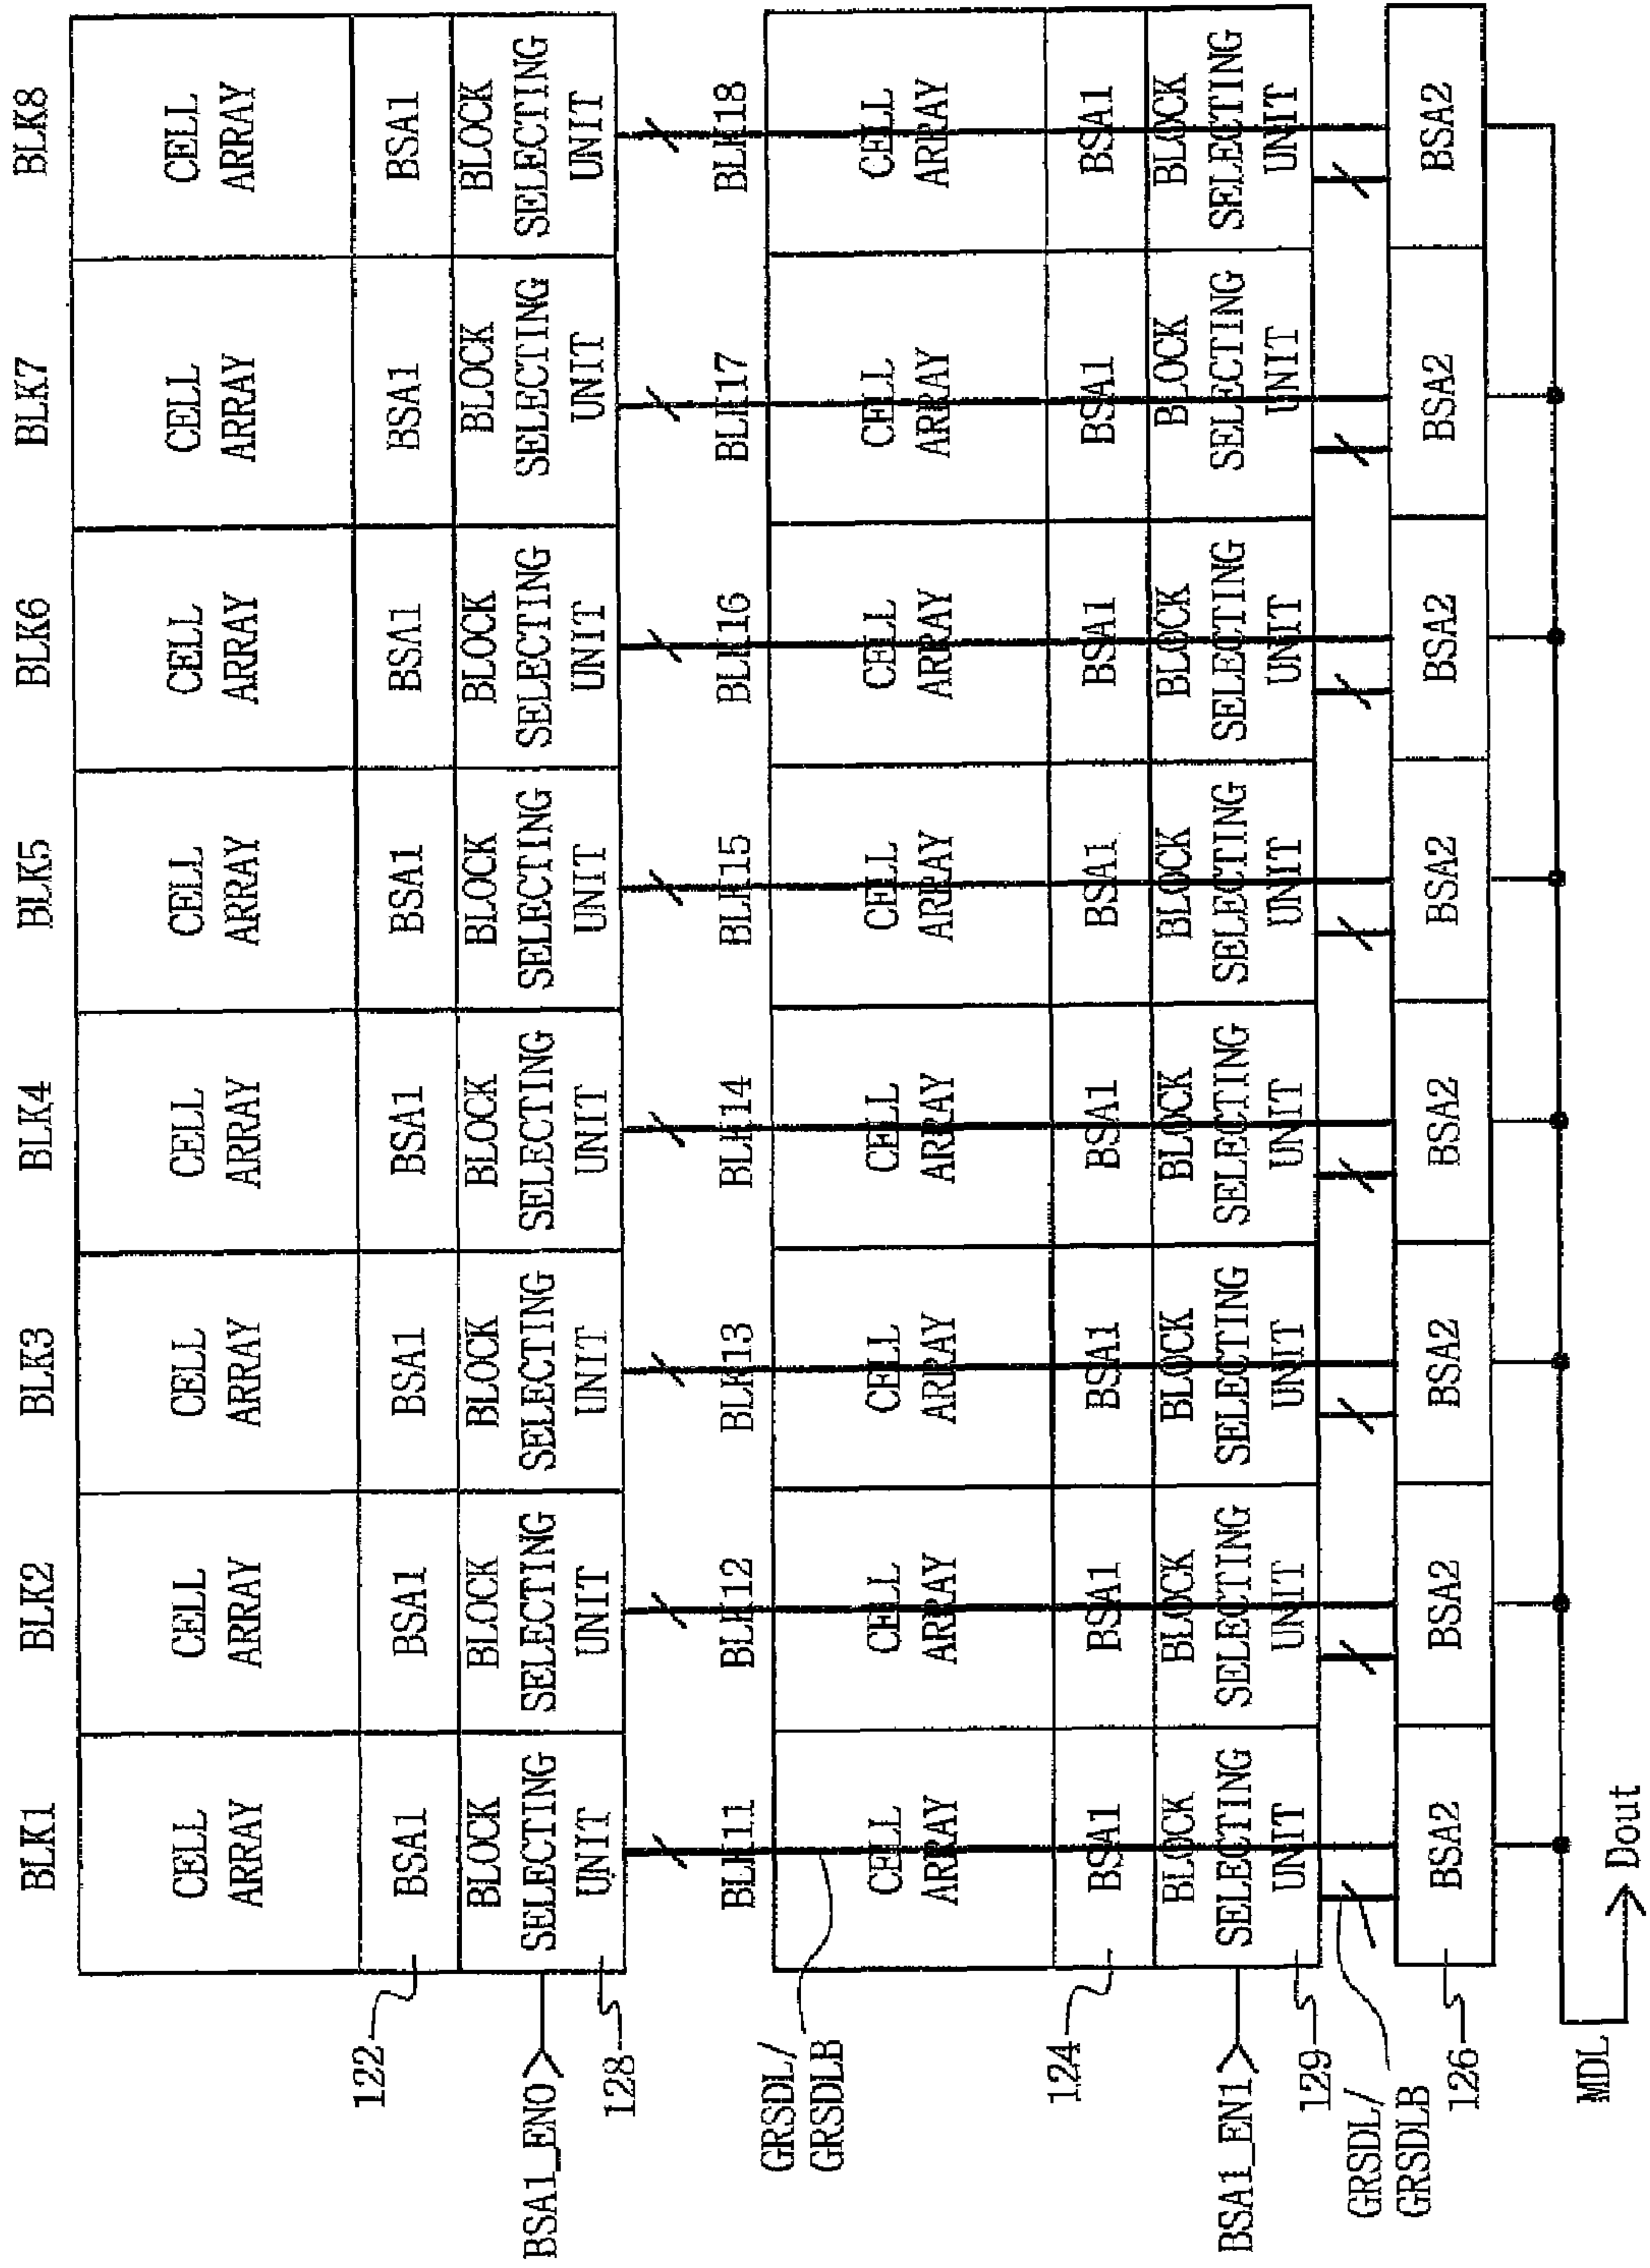 BLK1 BLK2 BLK3 BLK4 BLK5 BLK6 BLK7 BLK8
CELL ARRAY CELL ARRAY CELL ARRAY CELL ARRAY CELL ARRAY CELL ARRAY CELL ARRAY CELL ARRAY
122 BSA1 BSA1 BSA1 BSA1 BSA1 BSA1 BSA1 BSA1
BSA1_EN0 BLOCK SELECTING UNIT BLOCK SELECTING UNIT BLOCK SELECTING UNIT BLOCK SELECTING UNIT BLOCK SELECTING UNIT BLOCK SELECTING UNIT BLOCK SELECTING UNIT BLOCK SELECTING UNIT
128
BLK11 BLK12 BLK13 BLK14 BLK15 BLK16 BLK17 BLK18
GRSDL/
GRSDLB
CELL ARRAY CELL ARRAY CELL ARRAY CELL ARRAY CELL ARRAY CELL ARRAY CELL ARRAY CELL ARRAY
124 BSA1 BSA1 BSA1 BSA1 BSA1 BSA1 BSA1 BSA1
BSA1_EN1 BLOCK SELECTING UNIT BLOCK SELECTING UNIT BLOCK SELECTING UNIT BLOCK SELECTING UNIT BLOCK SELECTING UNIT BLOCK SELECTING UNIT BLOCK SELECTING UNIT BLOCK SELECTING UNIT
129
GRSDL/
GRSDLB
126 BSA2 BSA2 BSA2 BSA2 BSA2 BSA2 BSA2 BSA2
MDL
Dout